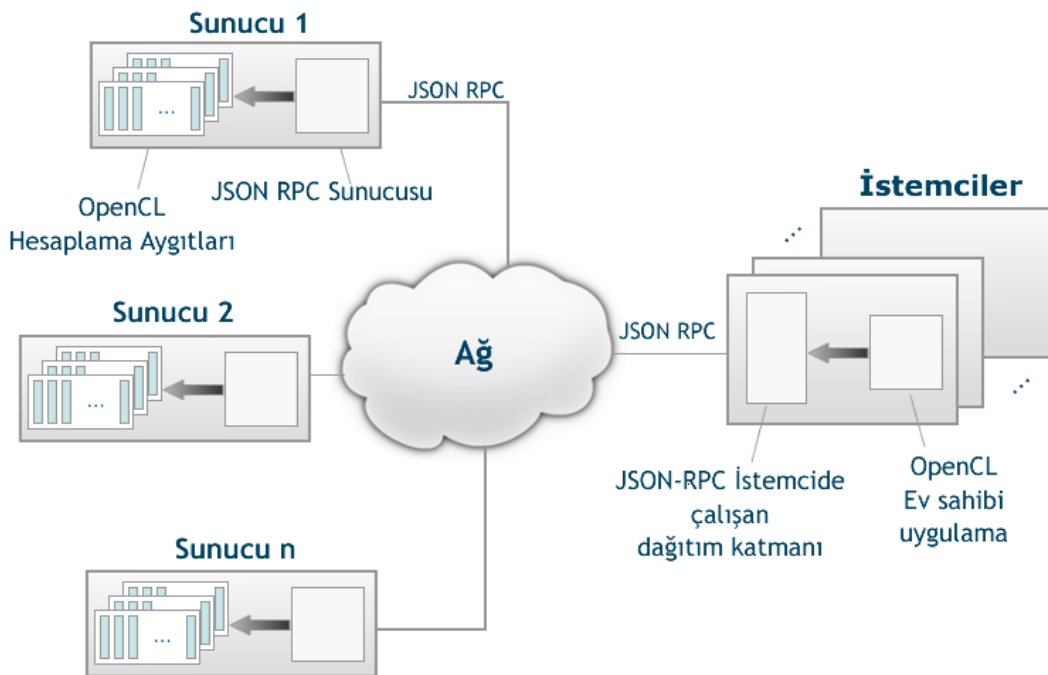 Sunucu 1
...
JSON RPC
OpenCL
Hesaplama Aygıtları
JSON RPC Sunucusu
Sunucu 2
...
Ağ
JSON RPC
İstemciler
...
...
JSON-RPC İstemcide
çalışan
dağıtım katmanı
OpenCL
Ev sahibi
uygulama
Sunucu n
...